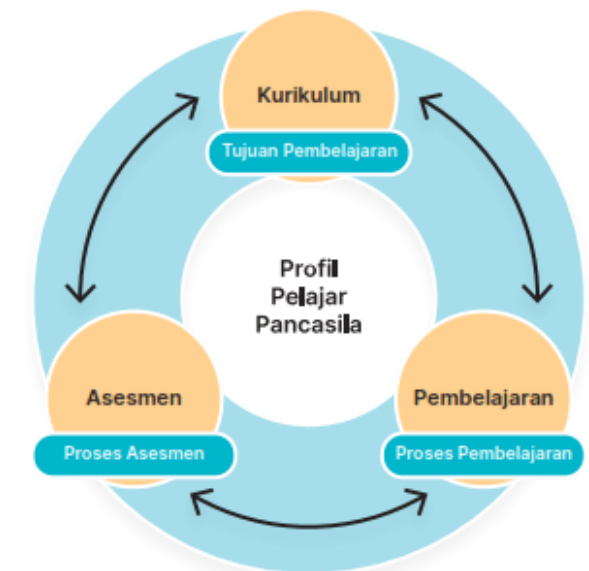 Kurikulum
Tujuan Pembelajaran
Profil
Pelajar
Pancasila
Asesmen
Proses Asesmen
Pembelajaran
Proses Pembelajaran